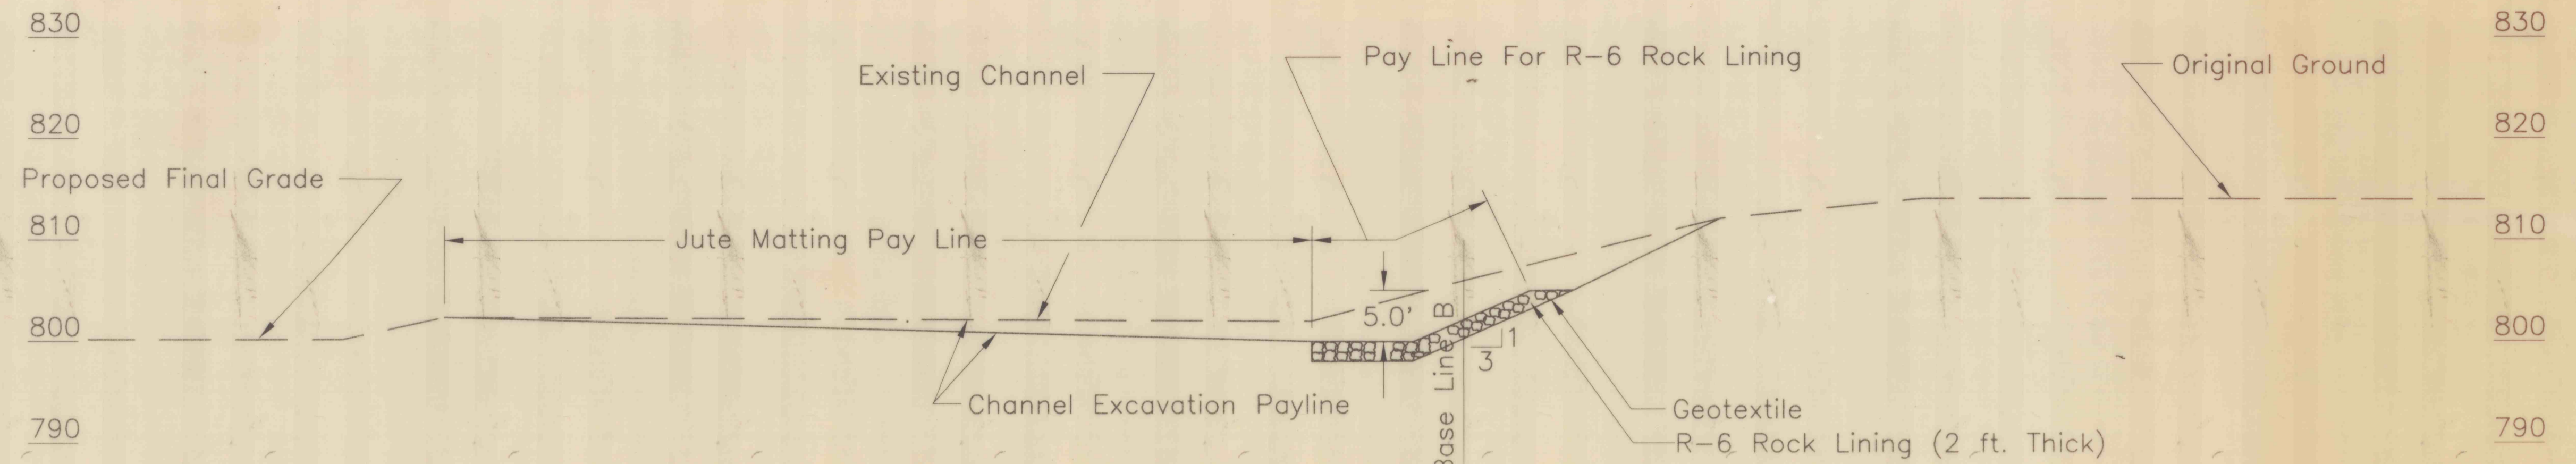 830
830
Pay Line For R-6 Rock Lining
Existing Channel
Original Ground
820
820
Proposed Final Grade
810
810
Jute Matting Pay Line
5.0'
800
800
1
3
Base Line B
Channel Excavation Payline
Geotextile
790
790
R-6 Rock Lining (2 ft. Thick)